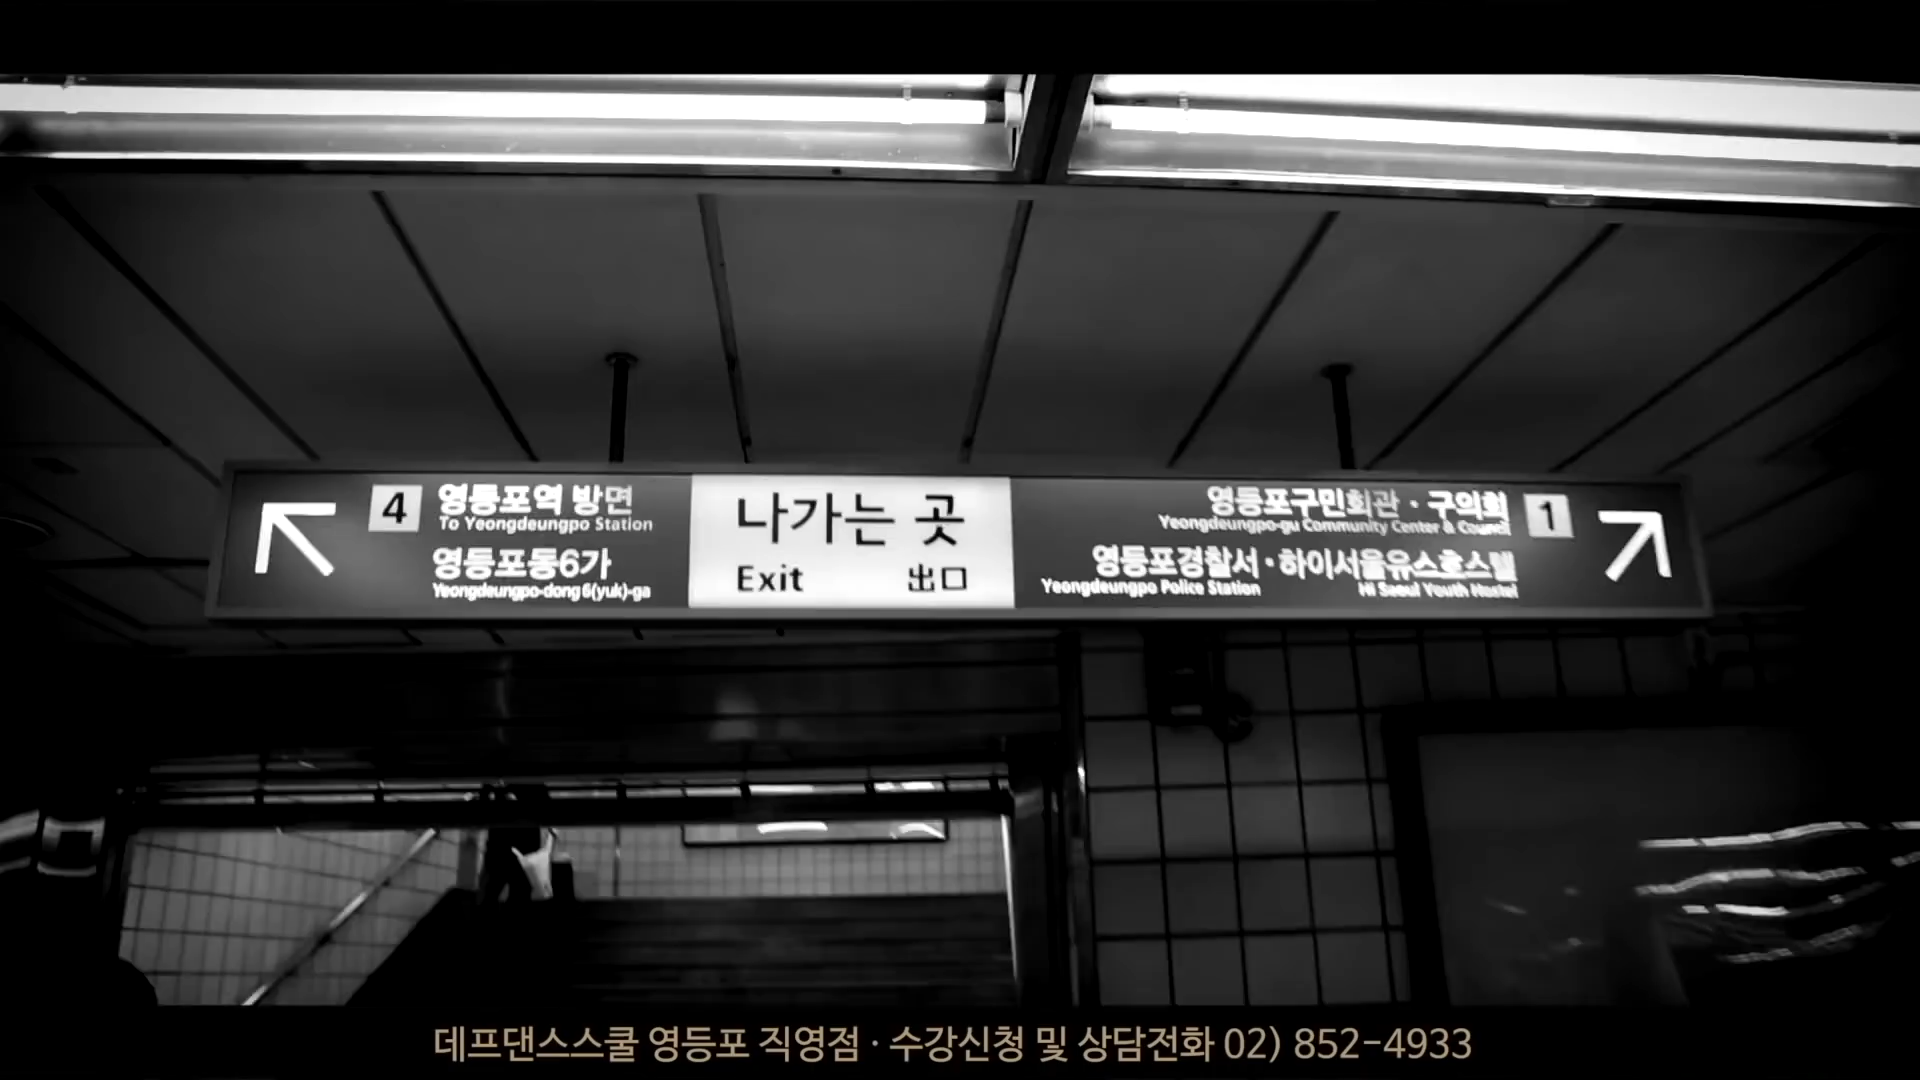 4 영등포역 방면
To Yeongdeungpo Station
영등포동6가
Yeongdeungpo-dong 6(yuk)-ga
나가는 곳
Exit 出口
영등포구민회관 · 구의회 1
Yeongdeungpo-gu Community Center & Council
영등포경찰서 · 하이서울유스호스텔
Yeongdeungpo Police Station Hi Seoul Youth Hostel
데프댄스스쿨 영등포 직영점 · 수강신청 및 상담전화 02) 852-4933